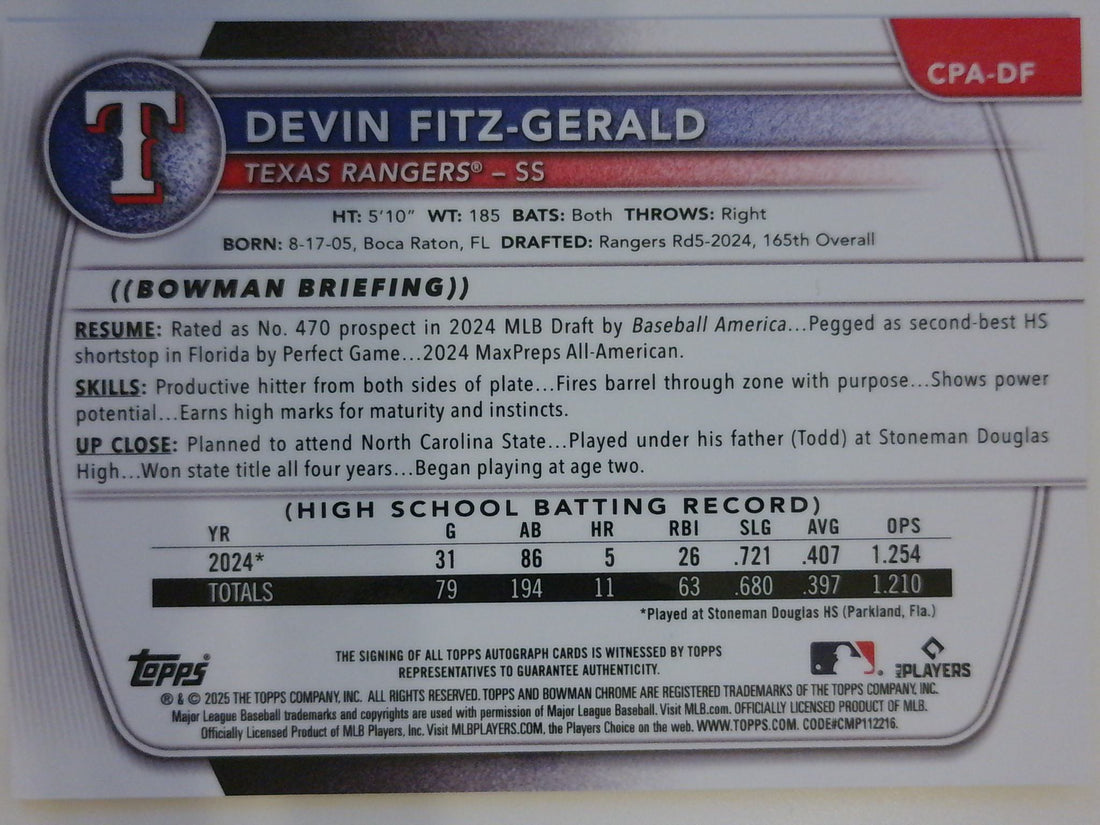 CPA-DF
T
DEVIN FITZ-GERALD
TEXAS RANGERS® – SS
HT: 5'10" WT: 185 BATS: Both THROWS: Right
BORN: 8-17-05, Boca Raton, FL DRAFTED: Rangers Rd5-2024, 165th Overall
((BOWMAN BRIEFING))
RESUME: Rated as No. 470 prospect in 2024 MLB Draft by Baseball America...Pegged as second-best HS
shortstop in Florida by Perfect Game...2024 MaxPreps All-American.
SKILLS: Productive hitter from both sides of plate...Fires barrel through zone with purpose...Shows power
potential...Earns high marks for maturity and instincts.
UP CLOSE: Planned to attend North Carolina State...Played under his father (Todd) at Stoneman Douglas
High...Won state title all four years...Began playing at age two.
(HIGH SCHOOL BATTING RECORD)
YR G AB HR RBI SLG AVG OPS
2024* 31 86 5 26 .721 .407 1.254
TOTALS 79 194 11 63 .680 .397 1.210
*Played at Stoneman Douglas HS (Parkland, Fla.)
Topps®
THE SIGNING OF ALL TOPPS AUTOGRAPH CARDS IS WITNESSED BY TOPPS
REPRESENTATIVES TO GUARANTEE AUTHENTICITY.
MLB PLAYERS
® & © 2025 THE TOPPS COMPANY, INC. ALL RIGHTS RESERVED. TOPPS AND BOWMAN CHROME ARE REGISTERED TRADEMARKS OF THE TOPPS COMPANY, INC.
Major League Baseball trademarks and copyrights are used with permission of Major League Baseball. Visit MLB.com. OFFICIALLY LICENSED PRODUCT OF MLB.
Officially Licensed Product of MLB Players, Inc. Visit MLBPLAYERS.COM, the Players Choice on the web. WWW.TOPPS.COM. CODE#CMP112216.